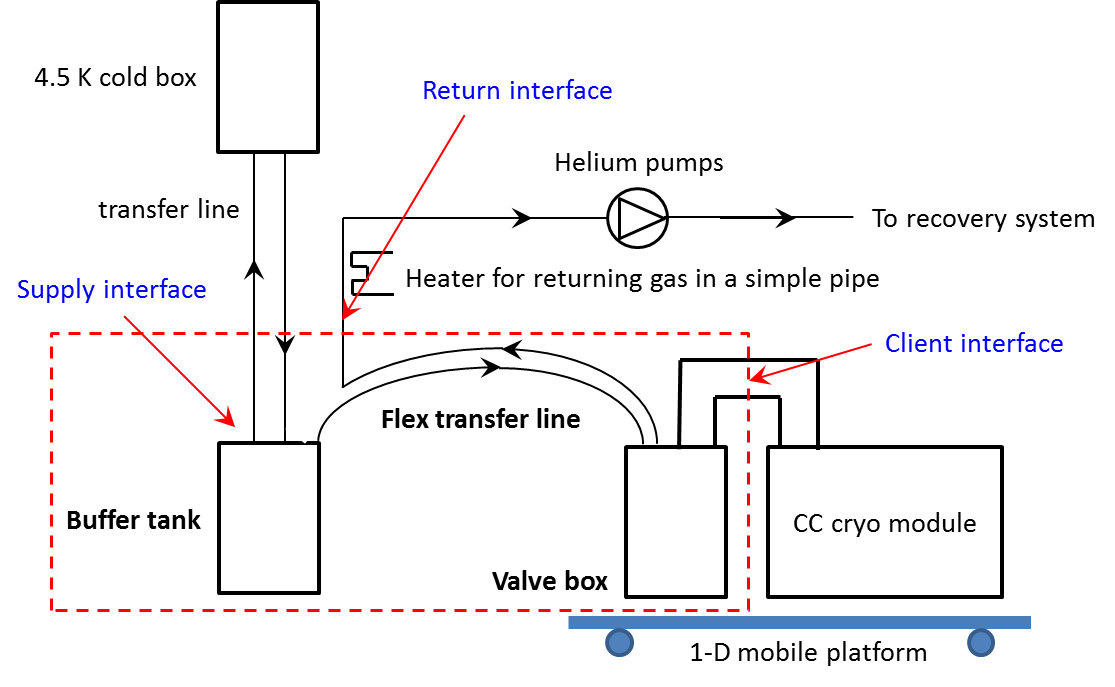 4.5 K cold box
Return interface
Helium pumps
transfer line
To recovery system
Heater for returning gas in a simple pipe
Supply interface
Client interface
Flex transfer line
Buffer tank
CC cryo module
Valve box
1-D mobile platform